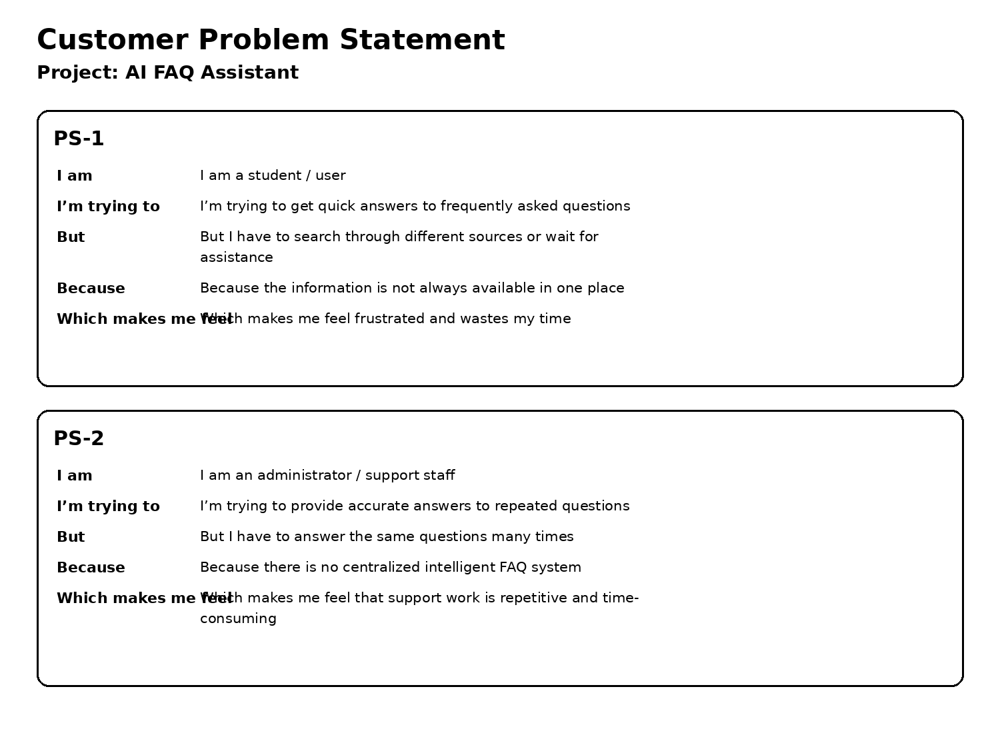 Customer Problem Statement
Project: AI FAQ Assistant
PS-1
I am I am a student / user
I’m trying to I’m trying to get quick answers to frequently asked questions
But But I have to search through different sources or wait for
assistance
Because Because the information is not always available in one place
Which makes me feel Which makes me feel frustrated and wastes my time
PS-2
I am I am an administrator / support staff
I’m trying to I’m trying to provide accurate answers to repeated questions
But But I have to answer the same questions many times
Because Because there is no centralized intelligent FAQ system
Which makes me feel Which makes me feel that support work is repetitive and time-
consuming